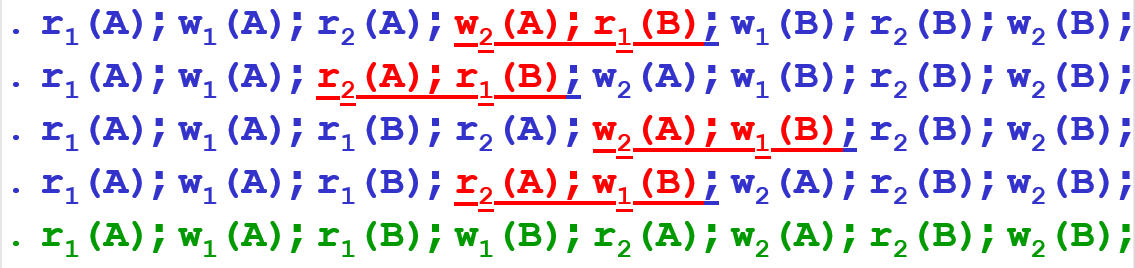 . r₁(A); w₁(A); r₂(A); w₂(A); r₁(B); w₁(B); r₂(B); w₂(B);
. r₁(A); w₁(A); r₂(A); r₁(B); w₂(A); w₁(B); r₂(B); w₂(B);
. r₁(A); w₁(A); r₁(B); r₂(A); w₂(A); w₁(B); r₂(B); w₂(B);
. r₁(A); w₁(A); r₁(B); r₂(A); w₁(B); w₂(A); r₂(B); w₂(B);
. r₁(A); w₁(A); r₁(B); w₁(B); r₂(A); w₂(A); r₂(B); w₂(B);